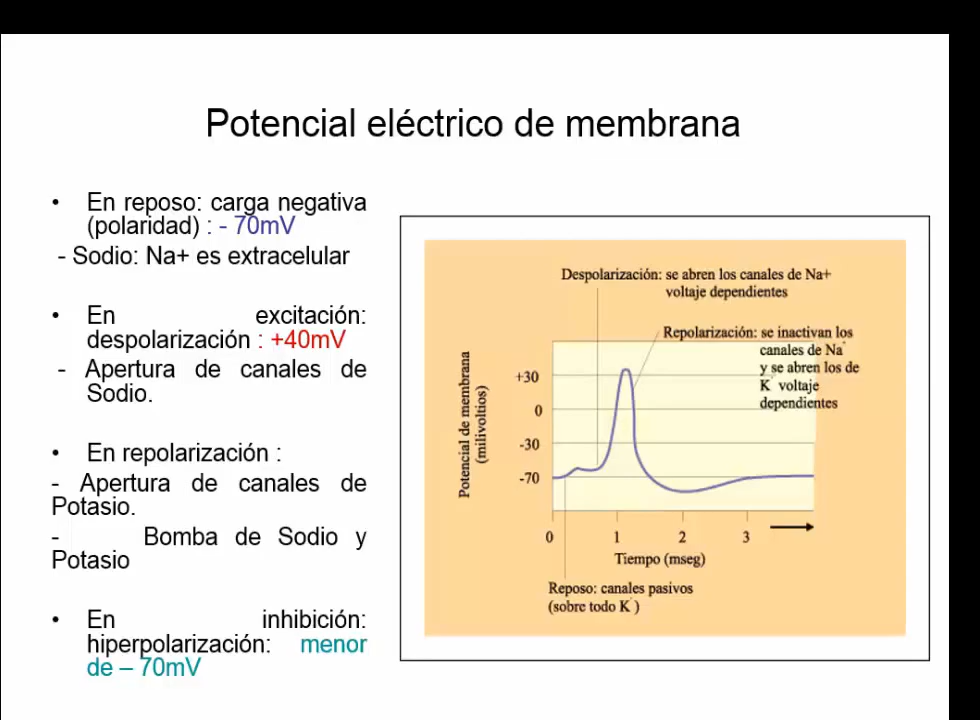 Potencial eléctrico de membrana
• En reposo: carga negativa
(polaridad) : - 70mV
- Sodio: Na+ es extracelular
• En excitación:
despolarización : +40mV
- Apertura de canales de
Sodio.
• En repolarización :
- Apertura de canales de
Potasio.
- Bomba de Sodio y
Potasio
• En inhibición:
hiperpolarización: menor
de – 70mV
Despolarización: se abren los canales de Na+
voltaje dependientes
Repolarización: se inactivan los
canales de Na+
y se abren los de
K+ voltaje
dependientes
Potencial de membrana
(milivoltios)
+30
0
-30
-70
0 1 2 3
Tiempo (mseg)
Reposo: canales pasivos
(sobre todo K+)